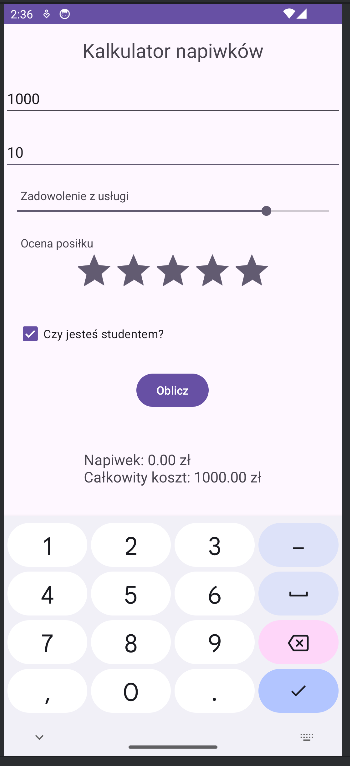 2:36
Kalkulator napiwków
1000
10
Zadowolenie z usługi
Ocena posiłku
Czy jesteś studentem?
Oblicz
Napiwek: 0.00 zł
Całkowity koszt: 1000.00 zł
1 2 3 –
4 5 6
7 8 9
, 0 .